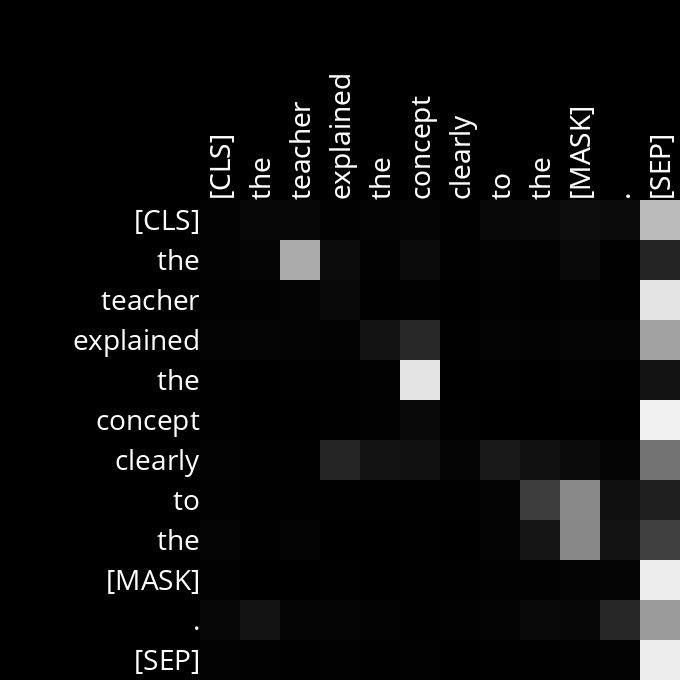 [CLS] the teacher explained the concept clearly to the [MASK] . [SEP]
[CLS]
the
teacher
explained
the
concept
clearly
to
the
[MASK]
.
[SEP]